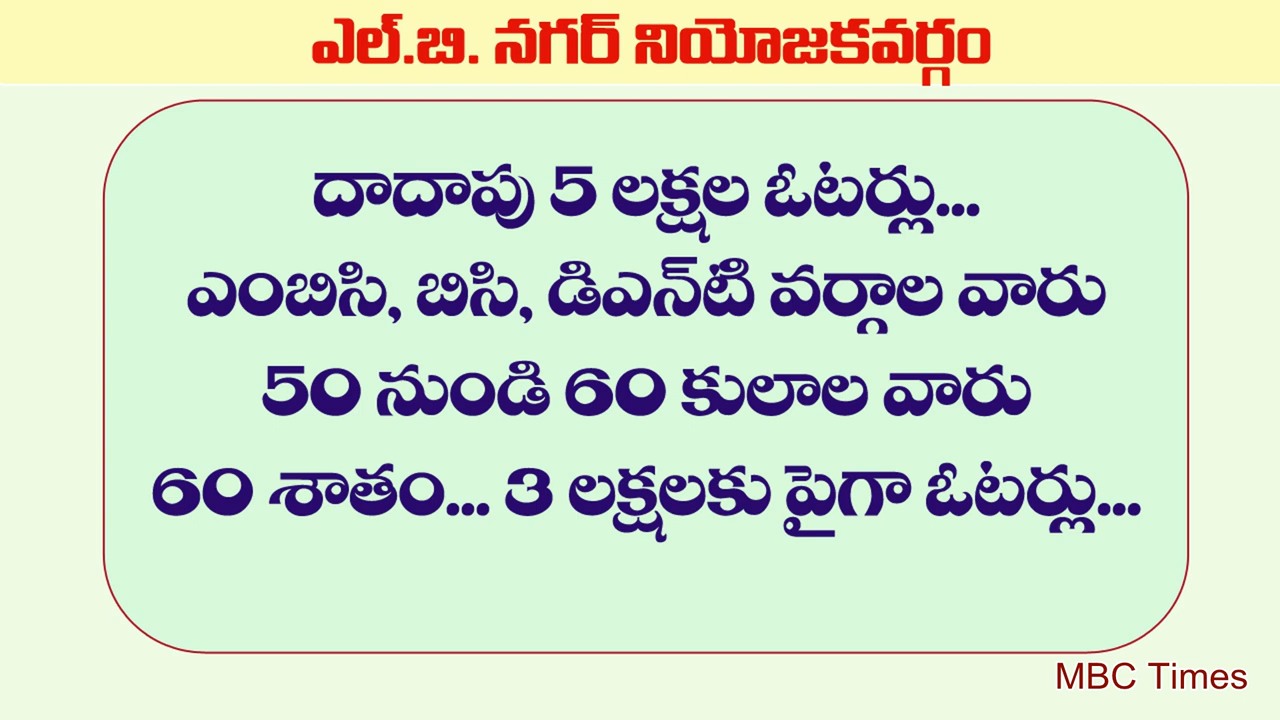 ఎల్.బి. నగర్ నియోజకవర్గం
దాదాపు 5 లక్షల ఓటర్లు...
ఎంబిసి, బిసి, డిఎన్‌టి వర్గాల వారు
50 నుండి 60 కులాల వారు
60 శాతం... 3 లక్షలకు పైగా ఓటర్లు...
MBC Times